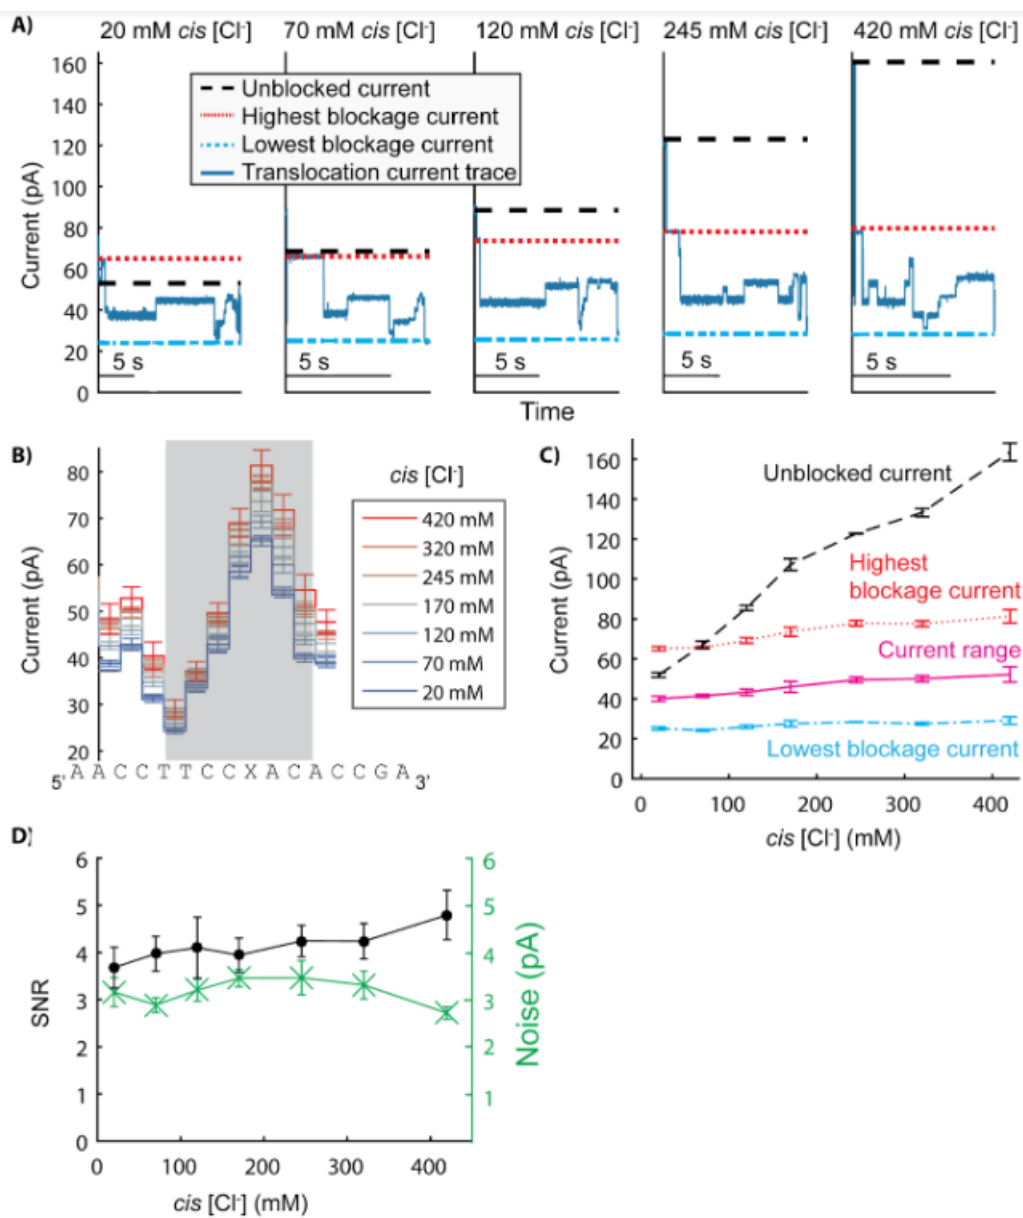 A)
20 mM cis [Cl-] 70 mM cis [Cl-] 120 mM cis [Cl-] 245 mM cis [Cl-] 420 mM cis [Cl-]
Unblocked current
Highest blockage current
Lowest blockage current
Translocation current trace
Current (pA)
160
140
120
100
80
60
40
20
0
5 s 5 s 5 s 5 s 5 s
Time
B)
Current (pA)
80
70
60
50
40
30
20
5' A A C C T T C C X A C A C C G A 3'
cis [Cl-]
420 mM
320 mM
245 mM
170 mM
120 mM
70 mM
20 mM
C)
Current (pA)
160
140
120
100
80
60
40
20
0
Unblocked current
Highest
blockage current
Current range
Lowest blockage current
0 100 200 300 400
cis [Cl-] (mM)
D)
SNR
6
5
4
3
2
1
0
6
5
4
3
2
1
Noise (pA)
0 100 200 300 400
cis [Cl-] (mM)